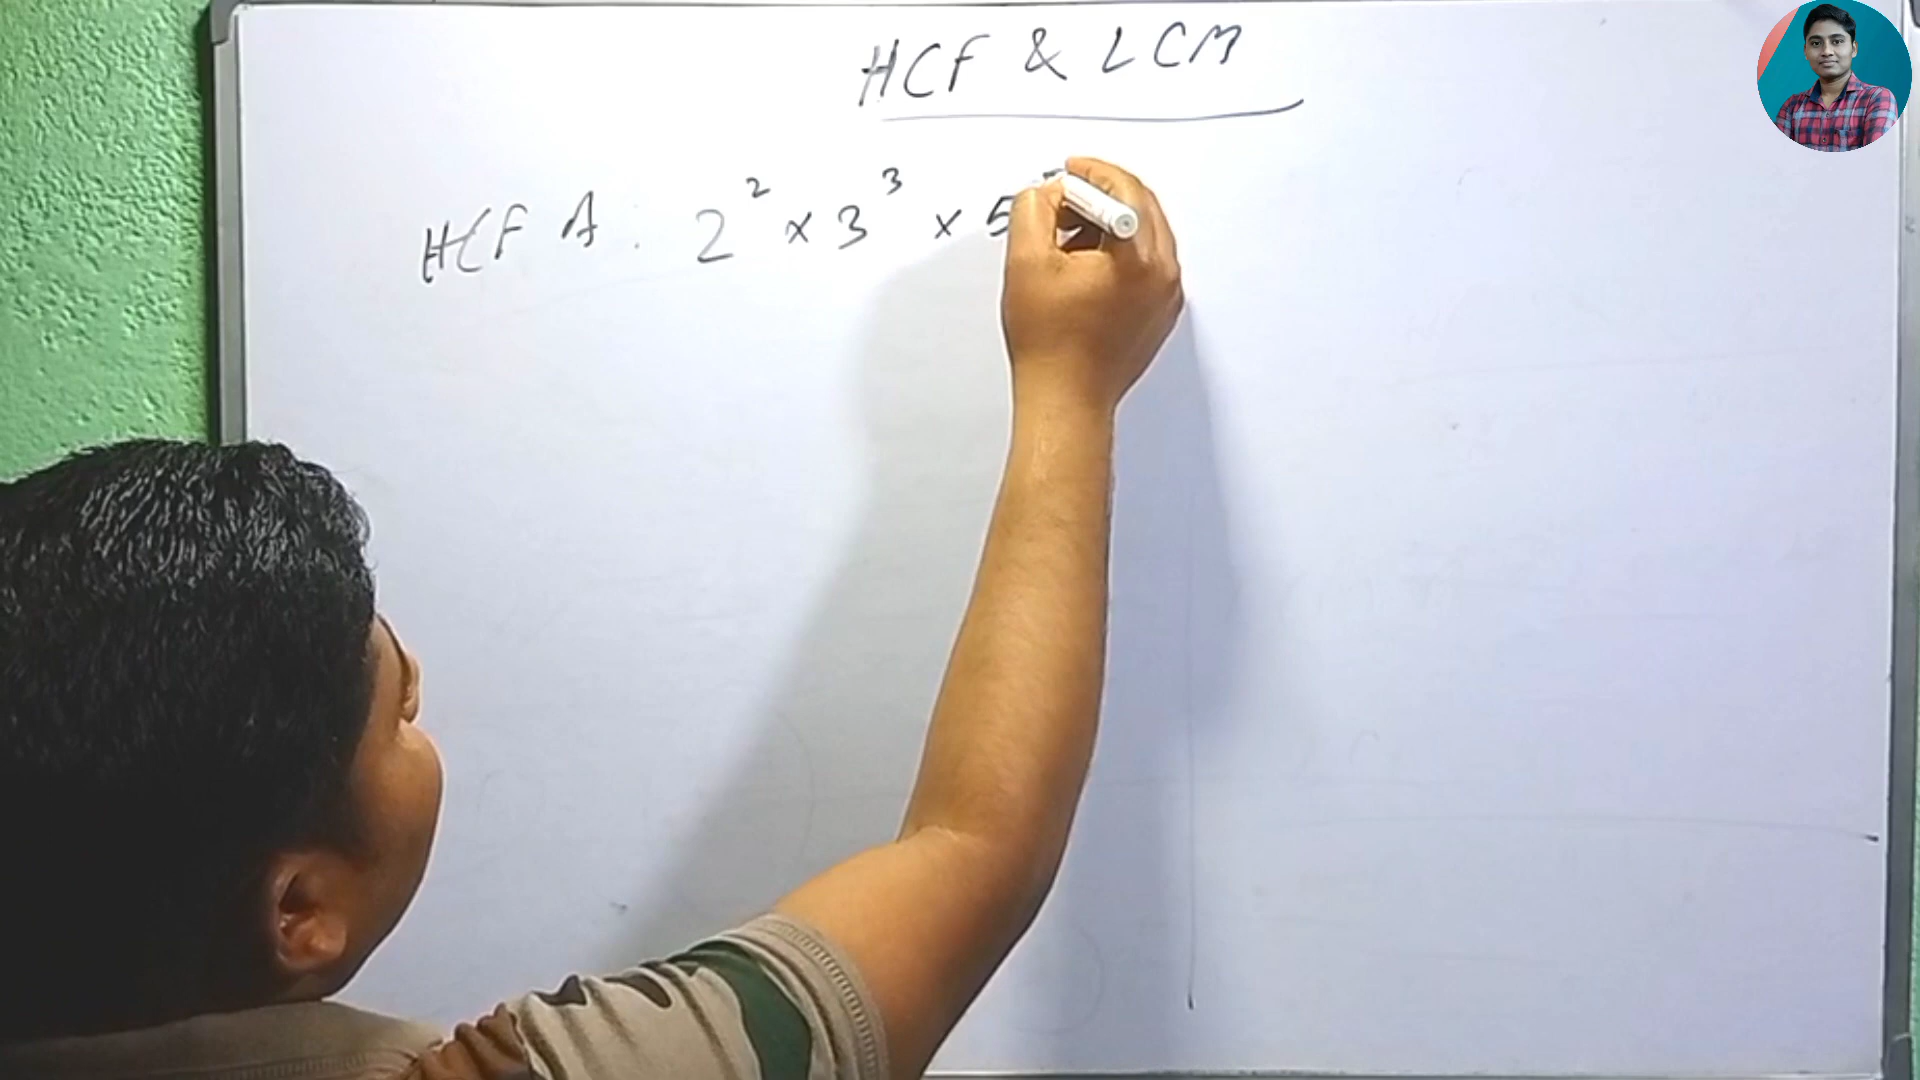 HCF & LCM
HCF A : 2² × 3³ × 5